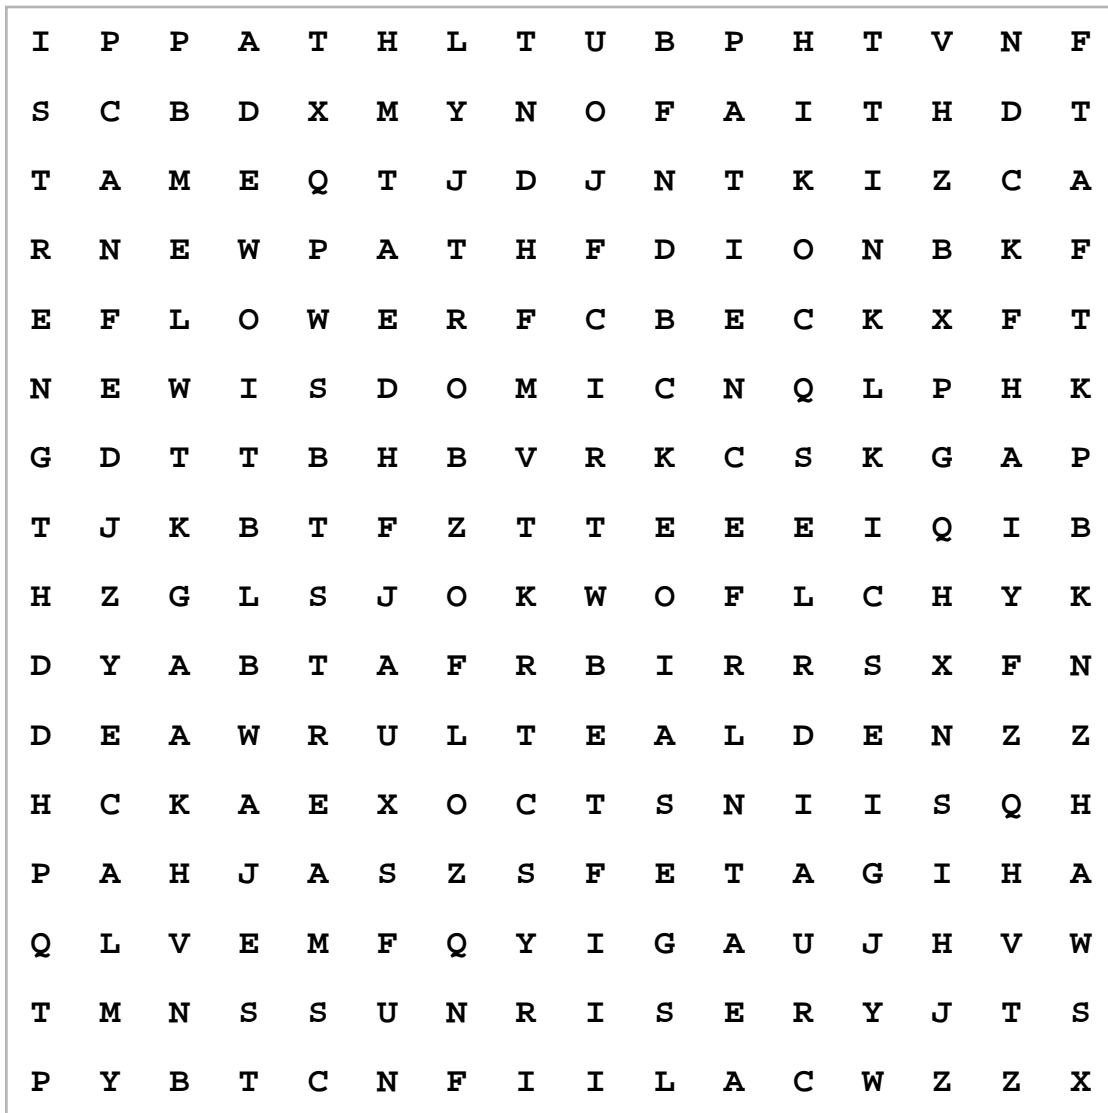 I P P A T H L T U B P H T V N F
S C B D X M Y N O F A I T H D T
T A M E Q T J D J N T K I Z C A
R N E W P A T H F D I O N B K F
E F L O W E R F C B E C K X F T
N E W I S D O M I C N Q L P H K
G D T T B H B V R K C S K G A P
T J K B T F Z T T E E E I Q I B
H Z G L S J O K W O F L C H Y K
D Y A B T A F R B I R R S X F N
D E A W R U L T E A L D E N Z Z
H C K A E X O C T S N I I S Q H
P A H J A S Z S F E T A G I H A
Q L V E M F Q Y I G A U J H V W
T M N S S U N R I S E R Y J T S
P Y B T C N F I I L A C W Z Z X